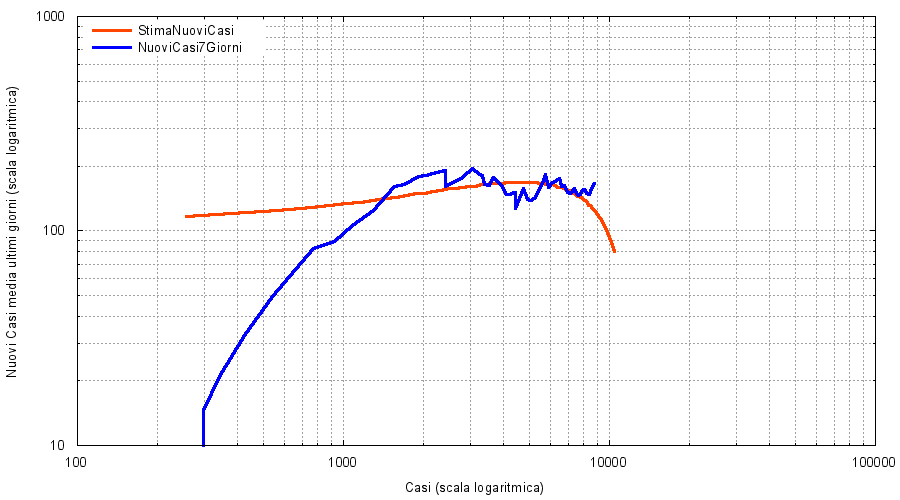 1000
StimaNuoviCasi
NuoviCasi7Giorni
Nuovi Casi media ultimi giorni (scala logaritmica)
100
10
100 1000 10000 100000
Casi (scala logaritmica)